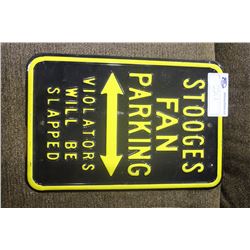 STOOGES
FAN
PARKING
VIOLATORS
WILL BE
SLAPPED